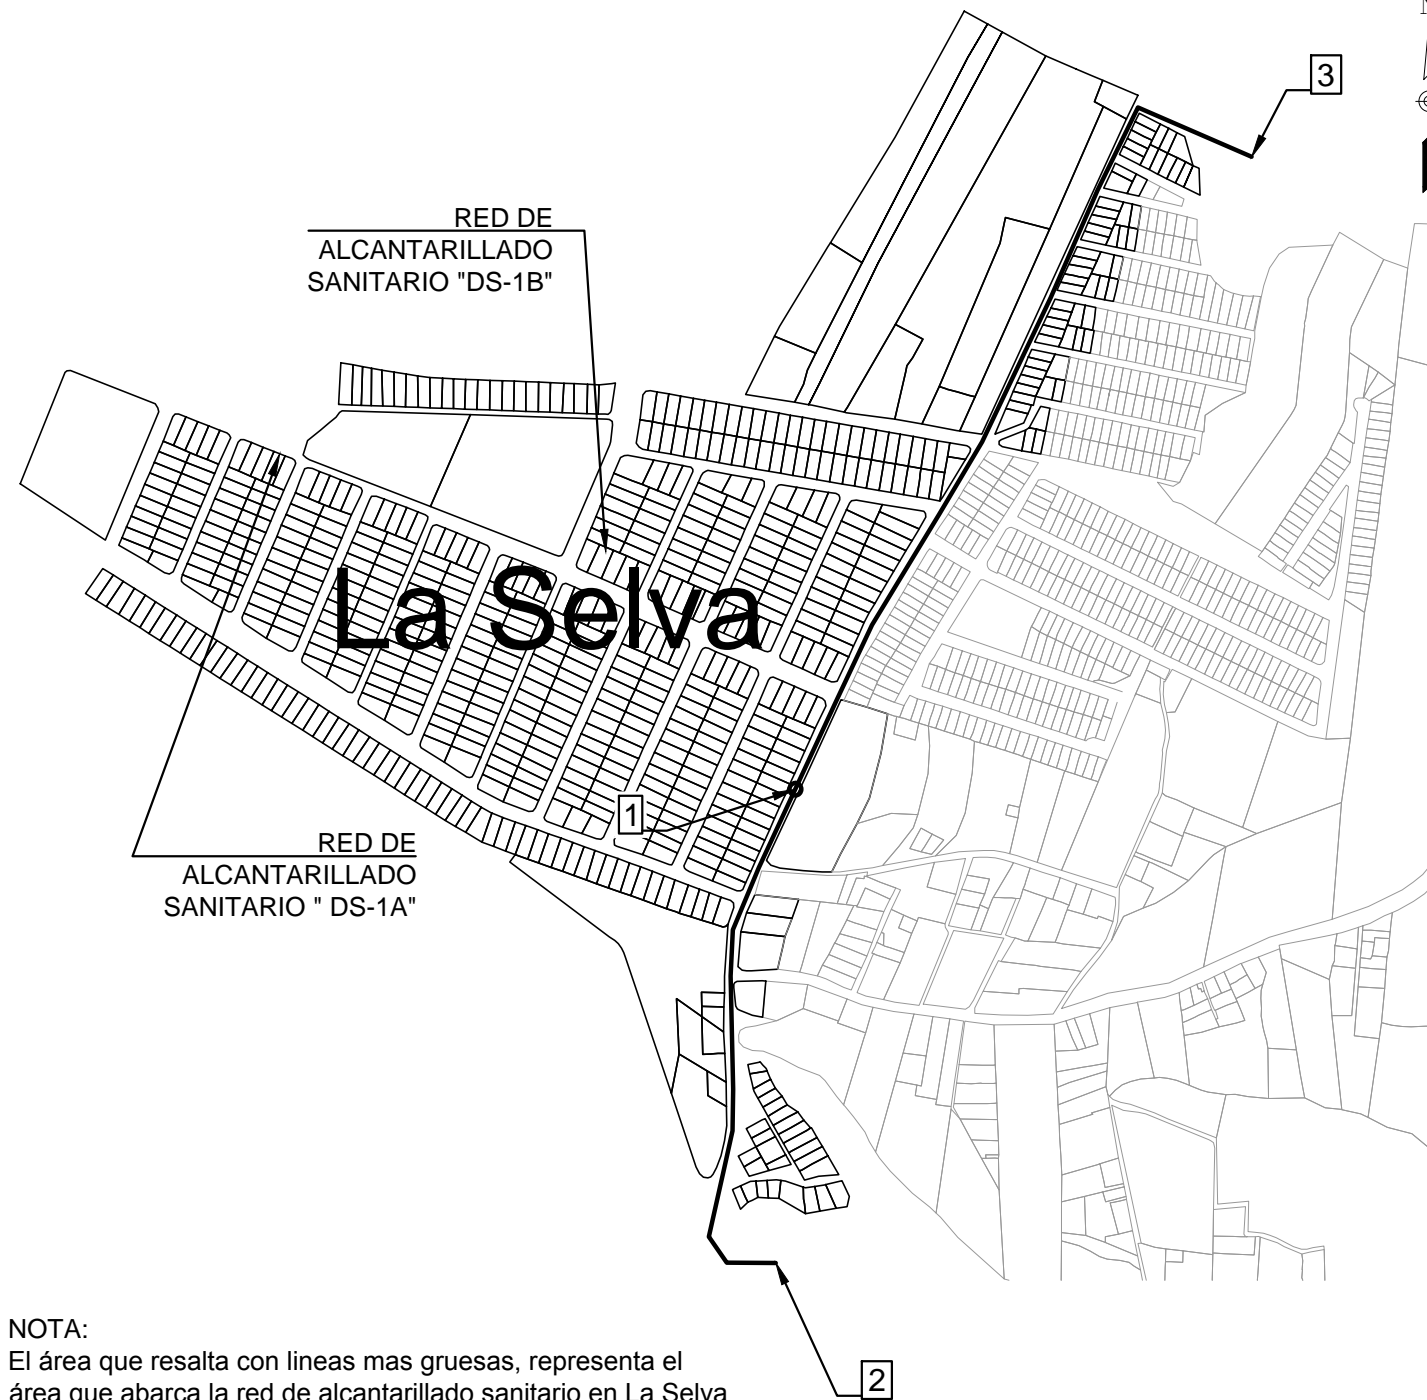 N
3
RED DE
ALCANTARILLADO
SANITARIO "DS-1B"
La Selva
1
RED DE
ALCANTARILLADO
SANITARIO " DS-1A"
NOTA:
El área que resalta con lineas mas gruesas, representa el
área que abarca la red de alcantarillado sanitario en La Selva
2